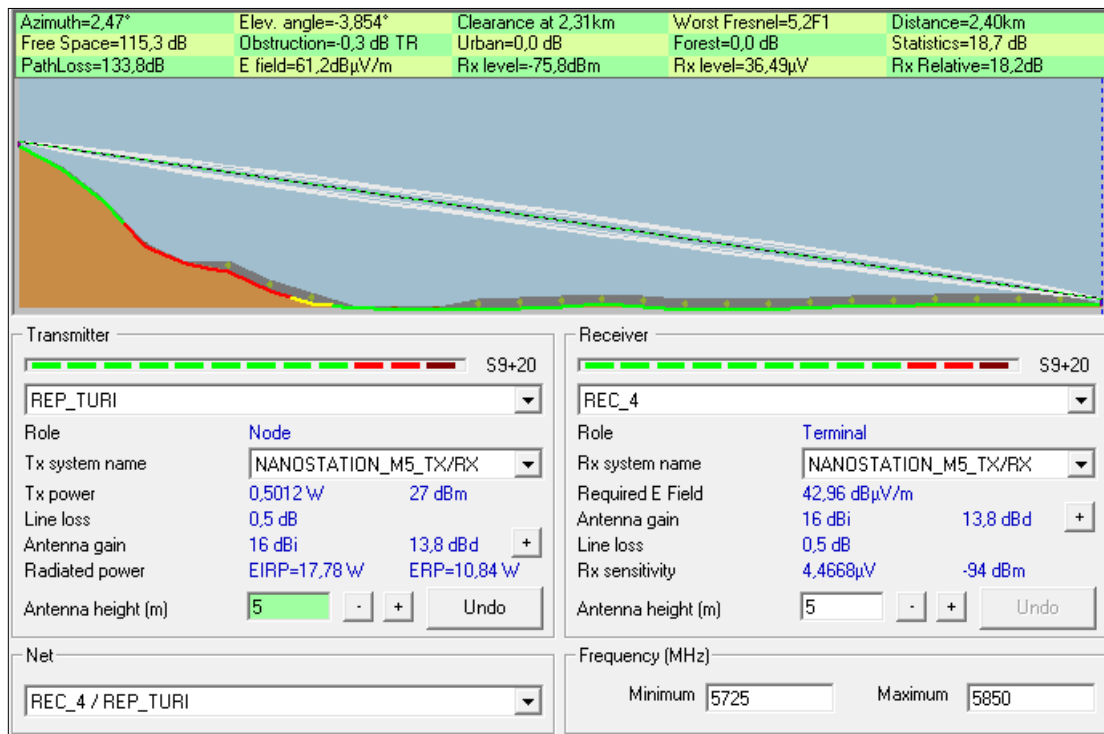 Azimuth=2,47° Elev. angle=-3,854° Clearance at 2,31km Worst Fresnel=5,2F1 Distance=2,40km
Free Space=115,3 dB Obstruction=-0,3 dB TR Urban=0,0 dB Forest=0,0 dB Statistics=18,7 dB
PathLoss=133,8dB E field=61,2dBµV/m Rx level=-75,8dBm Rx level=36,49µV Rx Relative=18,2dB
Transmitter
S9+20
REP_TURI
Role Node
Tx system name NANOSTATION_M5_TX/RX
Tx power 0,5012 W 27 dBm
Line loss 0,5 dB
Antenna gain 16 dBi 13,8 dBd +
Radiated power EIRP=17,78 W ERP=10,84 W
Antenna height (m) 5 - + Undo
Receiver
S9+20
REC_4
Role Terminal
Rx system name NANOSTATION_M5_TX/RX
Required E Field 42,96 dBµV/m
Antenna gain 16 dBi 13,8 dBd +
Line loss 0,5 dB
Rx sensitivity 4,4668µV -94 dBm
Antenna height (m) 5 - + Undo
Net
REC_4 / REP_TURI
Frequency (MHz)
Minimum 5725 Maximum 5850